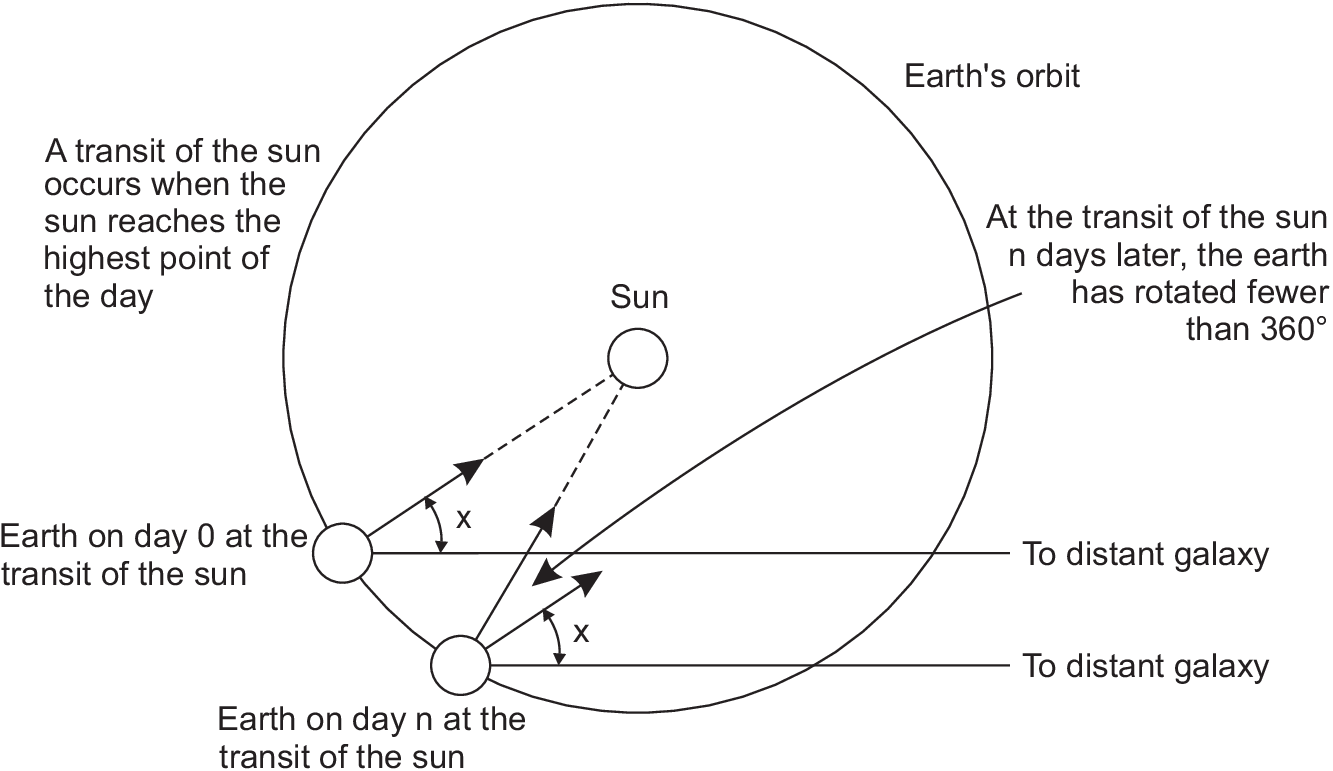 Earth's orbit
A transit of the sun
occurs when the
sun reaches the
highest point of
the day
At the transit of the sun
n days later, the earth
has rotated fewer
than 360°
Sun
x
Earth on day 0 at the
transit of the sun
To distant galaxy
x
To distant galaxy
Earth on day n at the
transit of the sun